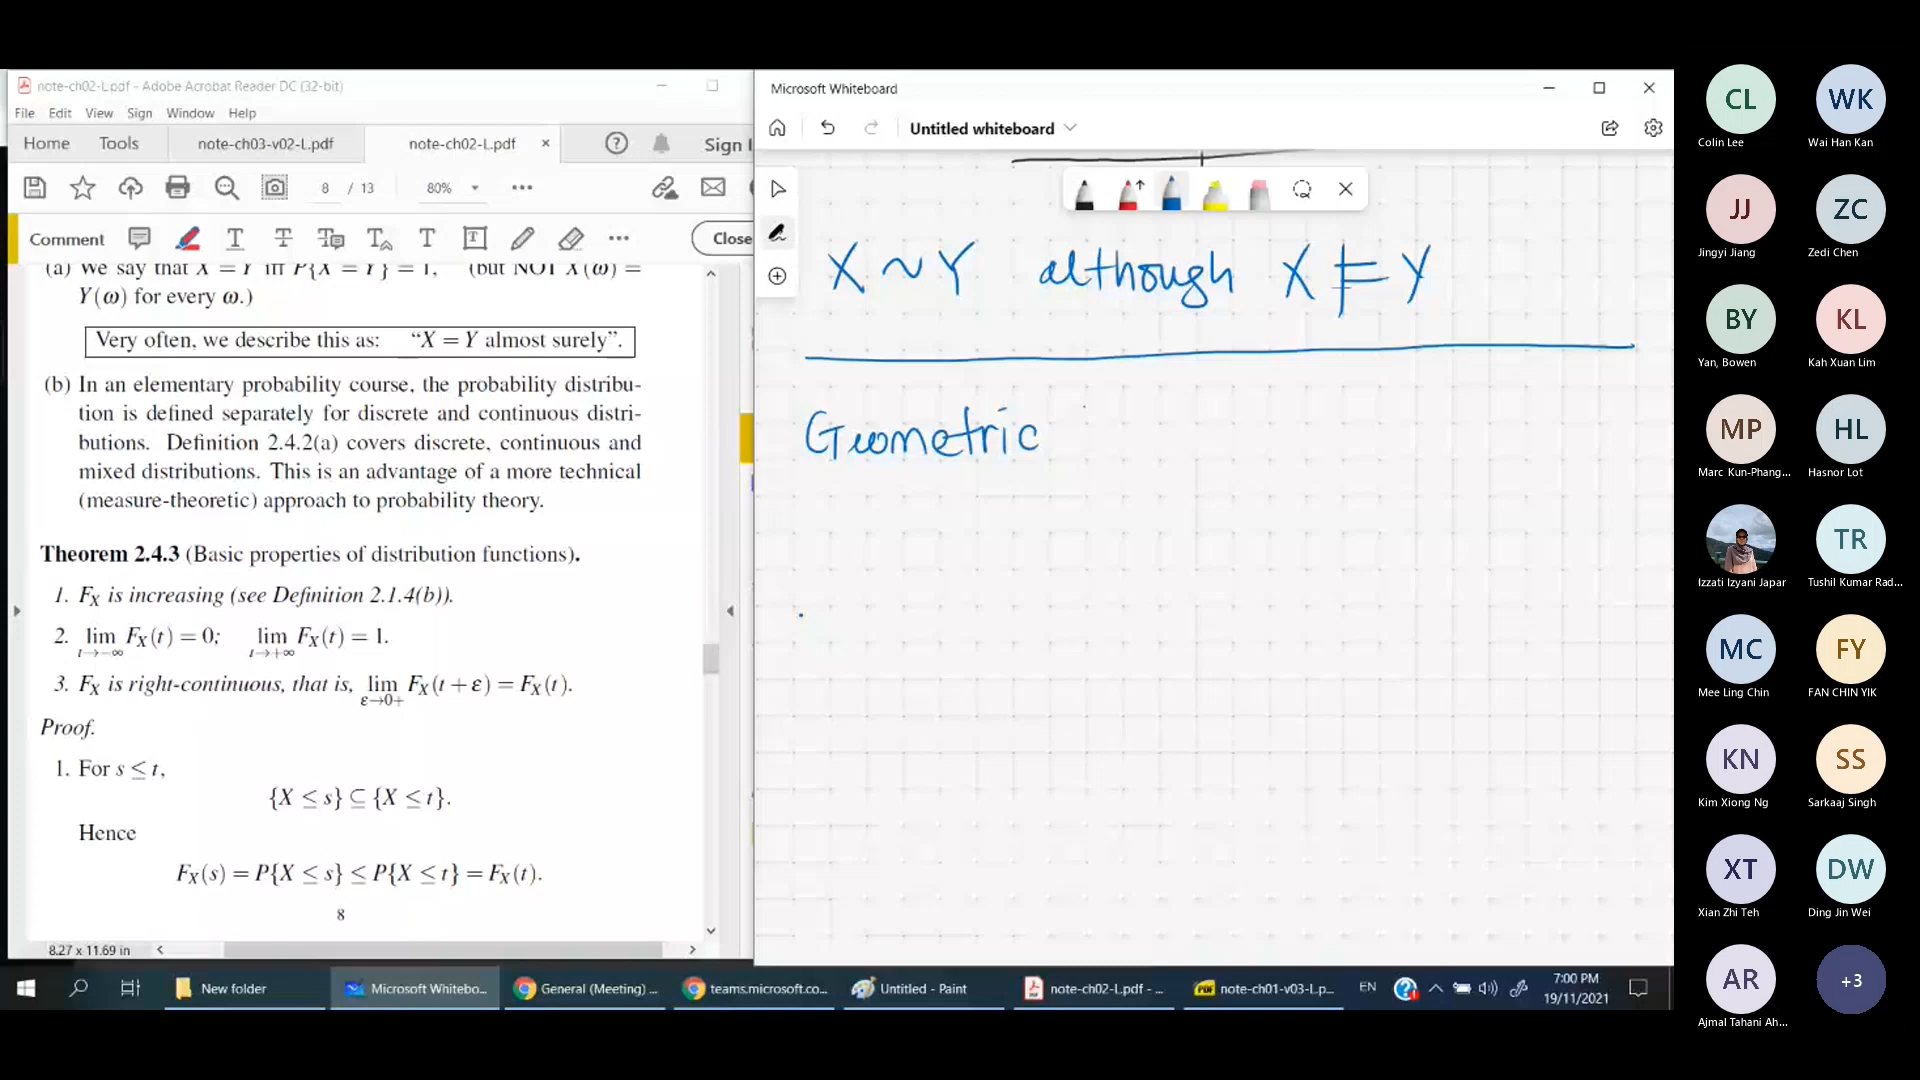 note-ch02-L.pdf - Adobe Acrobat Reader DC (32-bit)
File Edit View Sign Window Help
Home Tools note-ch03-v02-L.pdf note-ch02-L.pdf × Sign I
8 / 13 80%
Comment Close
(a) We say that X = Y iff P{X = Y} = 1, (but NOT X(ω) =
Y(ω) for every ω.)
Very often, we describe this as: “X = Y almost surely”.
(b) In an elementary probability course, the probability distribu-
tion is defined separately for discrete and continuous distri-
butions. Definition 2.4.2(a) covers discrete, continuous and
mixed distributions. This is an advantage of a more technical
(measure-theoretic) approach to probability theory.
Theorem 2.4.3 (Basic properties of distribution functions).
1. F_X is increasing (see Definition 2.1.4(b)).
2. lim_{t→−∞} F_X(t) = 0; lim_{t→+∞} F_X(t) = 1.
3. F_X is right-continuous, that is, lim_{ε→0+} F_X(t + ε) = F_X(t).
Proof.
1. For s ≤ t,
{X ≤ s} ⊆ {X ≤ t}.
Hence
F_X(s) = P{X ≤ s} ≤ P{X ≤ t} = F_X(t).
8
8.27 x 11.69 in
Microsoft Whiteboard
Untitled whiteboard
X ~ Y although X ≠ Y
Geometric
CL
Colin Lee
WK
Wai Han Kan
JJ
Jingyi Jiang
ZC
Zedi Chen
BY
Yan, Bowen
KL
Kah Xuan Lim
MP
Marc Kun-Phang...
HL
Hasnor Lot
Izzati Izyani Japar
TR
Tushil Kumar Rad...
MC
Mee Ling Chin
FY
FAN CHIN YIK
KN
Kim Xiong Ng
SS
Sarkaaj Singh
XT
Xian Zhi Teh
DW
Ding Jin Wei
AR
Ajmal Tahani Ah...
+3
New folder
Microsoft Whitebo...
General (Meeting) ...
teams.microsoft.co...
Untitled - Paint
note-ch02-L.pdf - ...
note-ch01-v03-L.p...
EN
7:00 PM
19/11/2021